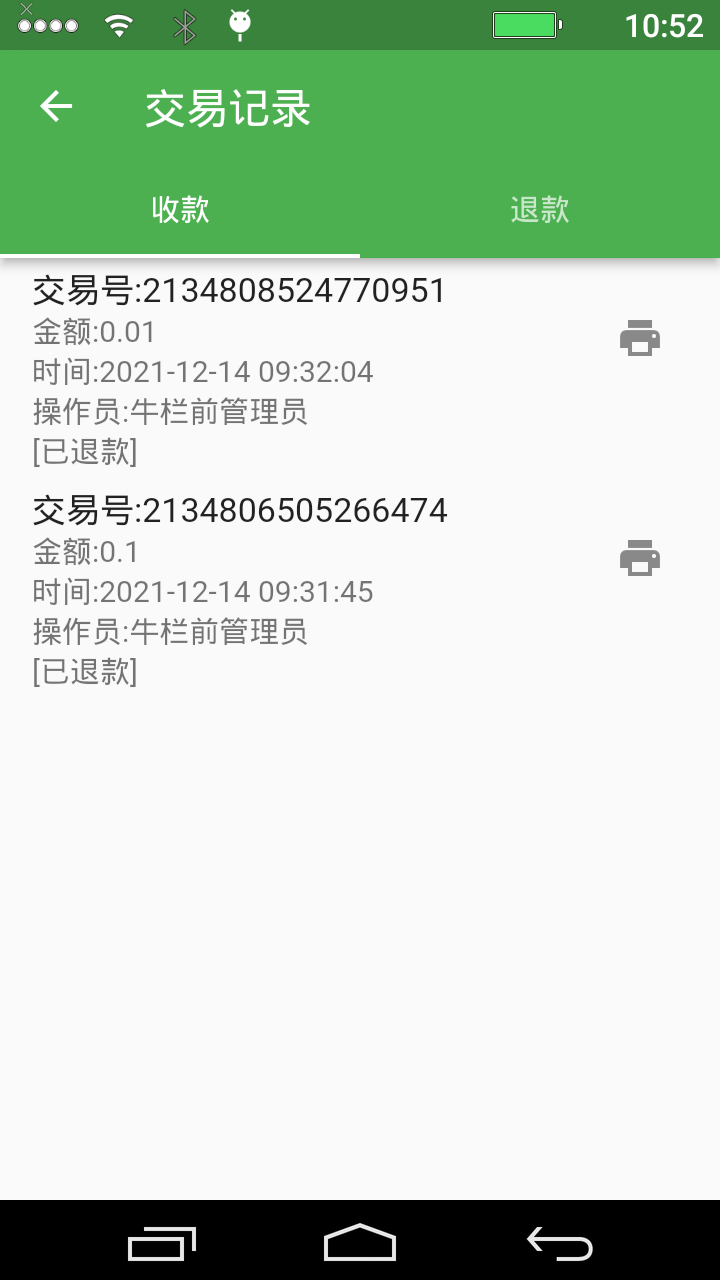 10:52
交易记录
收款
退款
交易号:2134808524770951
金额:0.01
时间:2021-12-14 09:32:04
操作员:牛栏前管理员
[已退款]
交易号:2134806505266474
金额:0.1
时间:2021-12-14 09:31:45
操作员:牛栏前管理员
[已退款]